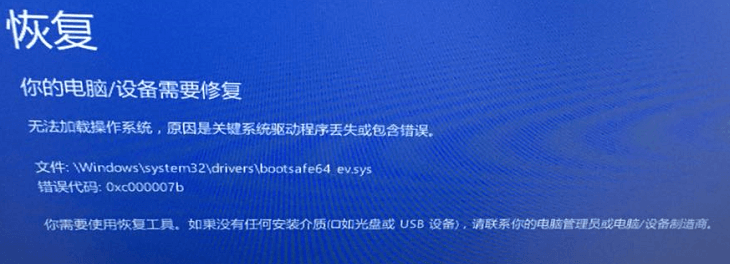 恢复
你的电脑/设备需要修复
无法加载操作系统，原因是关键系统驱动程序丢失或包含错误。
文件: \Windows\system32\drivers\bootsafe64_ev.sys
错误代码: 0xc000007b
你需要使用恢复工具。如果没有任何安装介质(口如光盘或 USB 设备)，请联系你的电脑管理员或电脑/设备制造商。